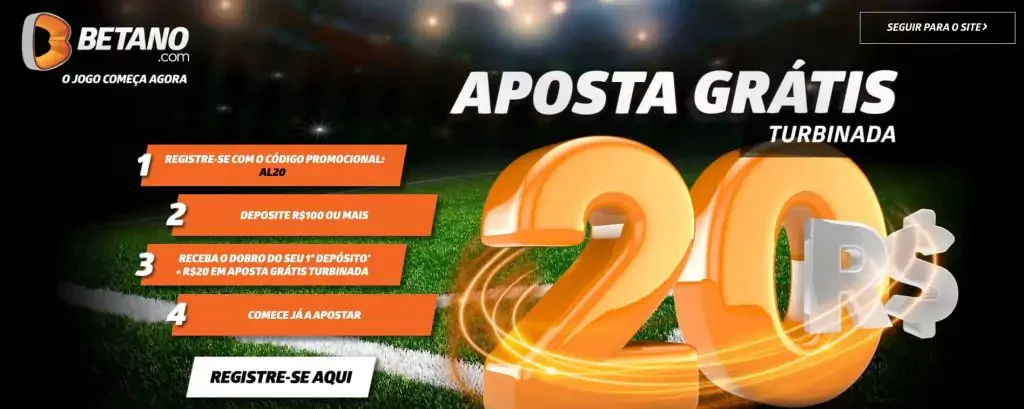 BETANO
.com
O JOGO COMEÇA AGORA
SEGUIR PARA O SITE >
APOSTA GRÁTIS
TURBINADA
20
R$
1
REGISTRE-SE COM O CÓDIGO PROMOCIONAL:
AL20
2
DEPOSITE R$100 OU MAIS
3
RECEBA O DOBRO DO SEU 1° DEPÓSITO*
+ R$20 EM APOSTA GRÁTIS TURBINADA
4
COMECE JÁ A APOSTAR
REGISTRE-SE AQUI